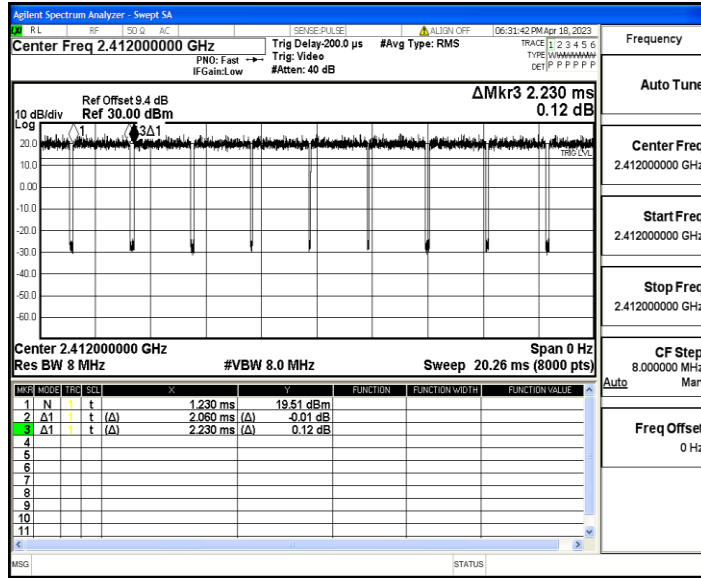 Agilent Spectrum Analyzer - Swept SA
RL RF 50 Ω AC SENSE:PULSE ALIGN OFF 06:31:42 PM Apr 18, 2023
Center Freq 2.412000000 GHz
PNO: Fast
IFGain:Low
Trig Delay-200.0 µs
Trig: Video
#Atten: 40 dB
#Avg Type: RMS
TRACE 1 2 3 4 5 6
TYPE
DET P P P P P P
ΔMkr3 2.230 ms
0.12 dB
Ref Offset 9.4 dB
10 dB/div Ref 30.00 dBm
Log
1 3Δ1
20.0
TRIG LVL
10.0
0.00
-10.0
-20.0
-30.0
-40.0
-50.0
-60.0
Center 2.412000000 GHz Span 0 Hz
Res BW 8 MHz #VBW 8.0 MHz Sweep 20.26 ms (8000 pts)
MKR MODE TRC SCL X Y FUNCTION FUNCTION WIDTH FUNCTION VALUE
1 N 1 t 1.230 ms 19.51 dBm
2 Δ1 1 t (Δ) 2.060 ms (Δ) -0.01 dB
3 Δ1 1 t (Δ) 2.230 ms (Δ) 0.12 dB
4
5
6
7
8
9
10
11
MSG STATUS
Frequency
Auto Tune
Center Freq
2.412000000 GHz
Start Freq
2.412000000 GHz
Stop Freq
2.412000000 GHz
CF Step
8.000000 MHz
Auto Man
Freq Offset
0 Hz